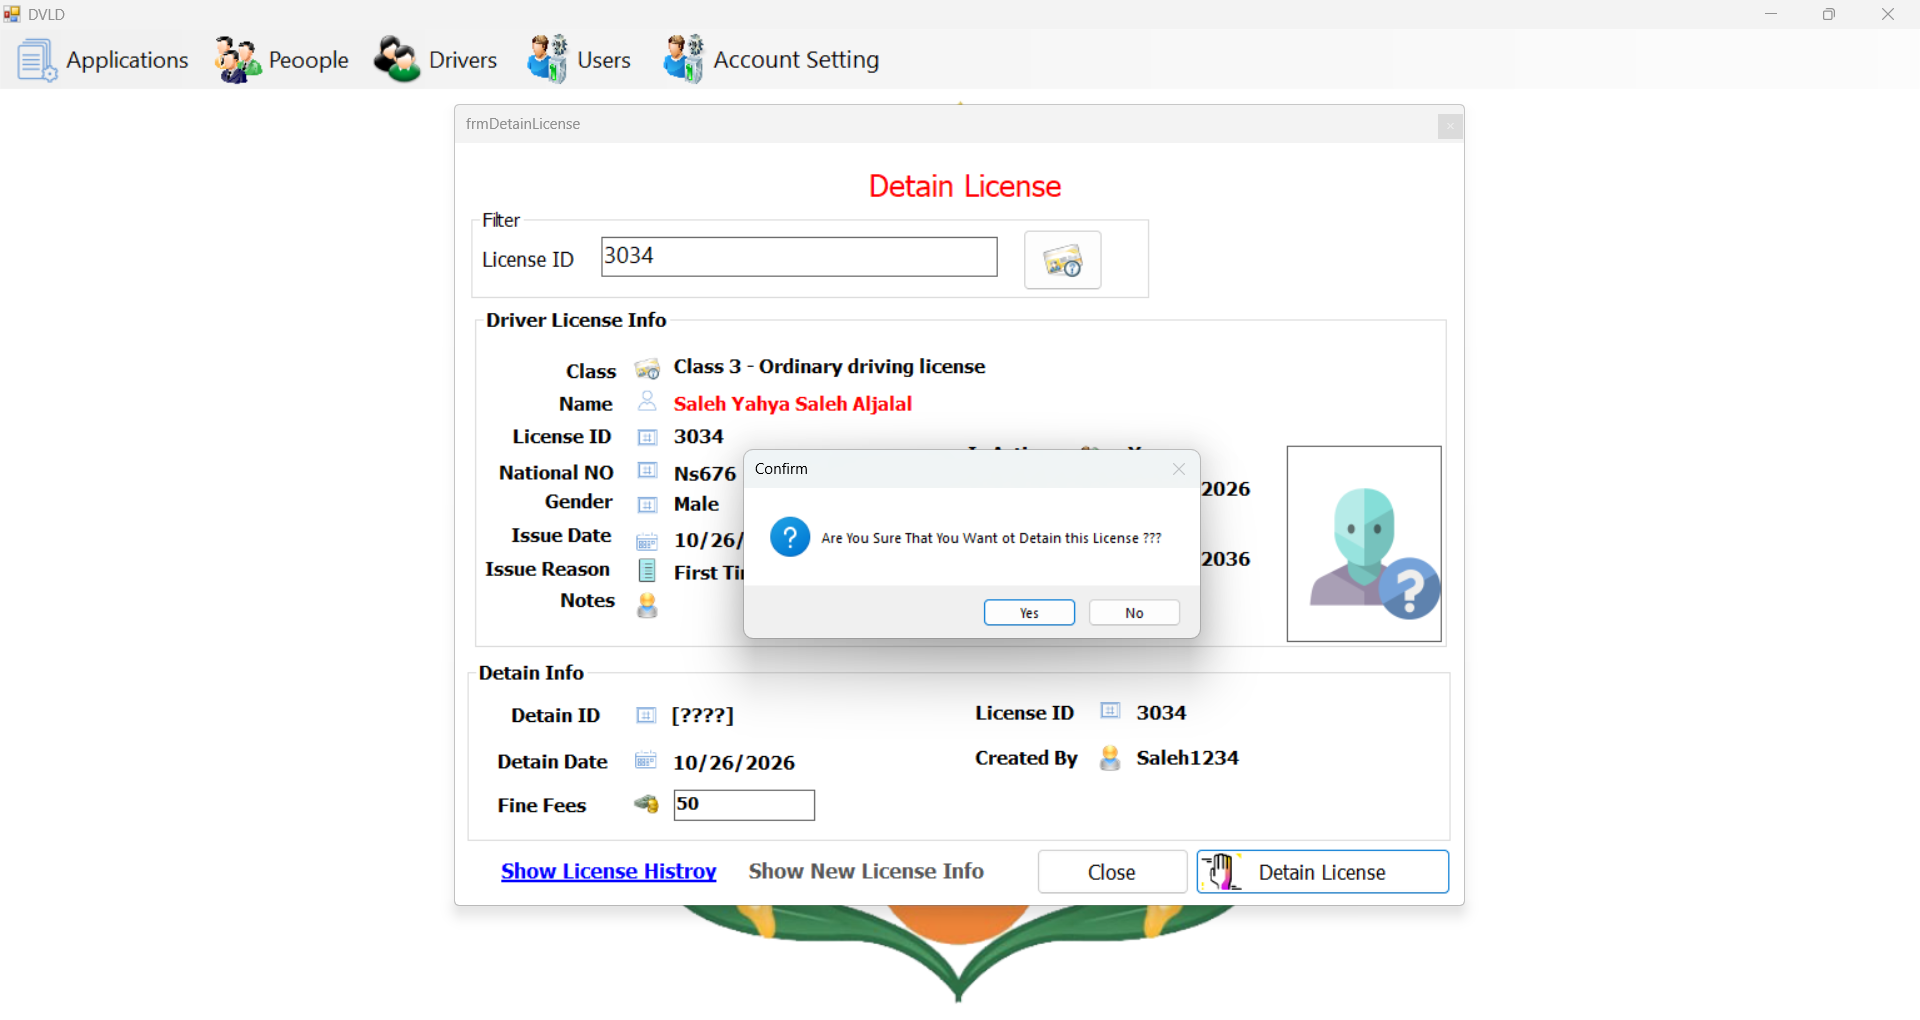 DVLD
Applications Peoople Drivers Users Account Setting
frmDetainLicense
Detain License
Filter
License ID 3034
Driver License Info
Class Class 3 - Ordinary driving license
Name Saleh Yahya Saleh Aljalal
License ID 3034
National NO Ns676
2026
Gender Male
Issue Date 10/26/
2036
Issue Reason First
Notes
Confirm
Are You Sure That You Want ot Detain this License ???
Yes No
Detain Info
Detain ID [????] License ID 3034
Detain Date 10/26/2026 Created By Saleh1234
Fine Fees 50
Show License Histroy Show New License Info Close Detain License